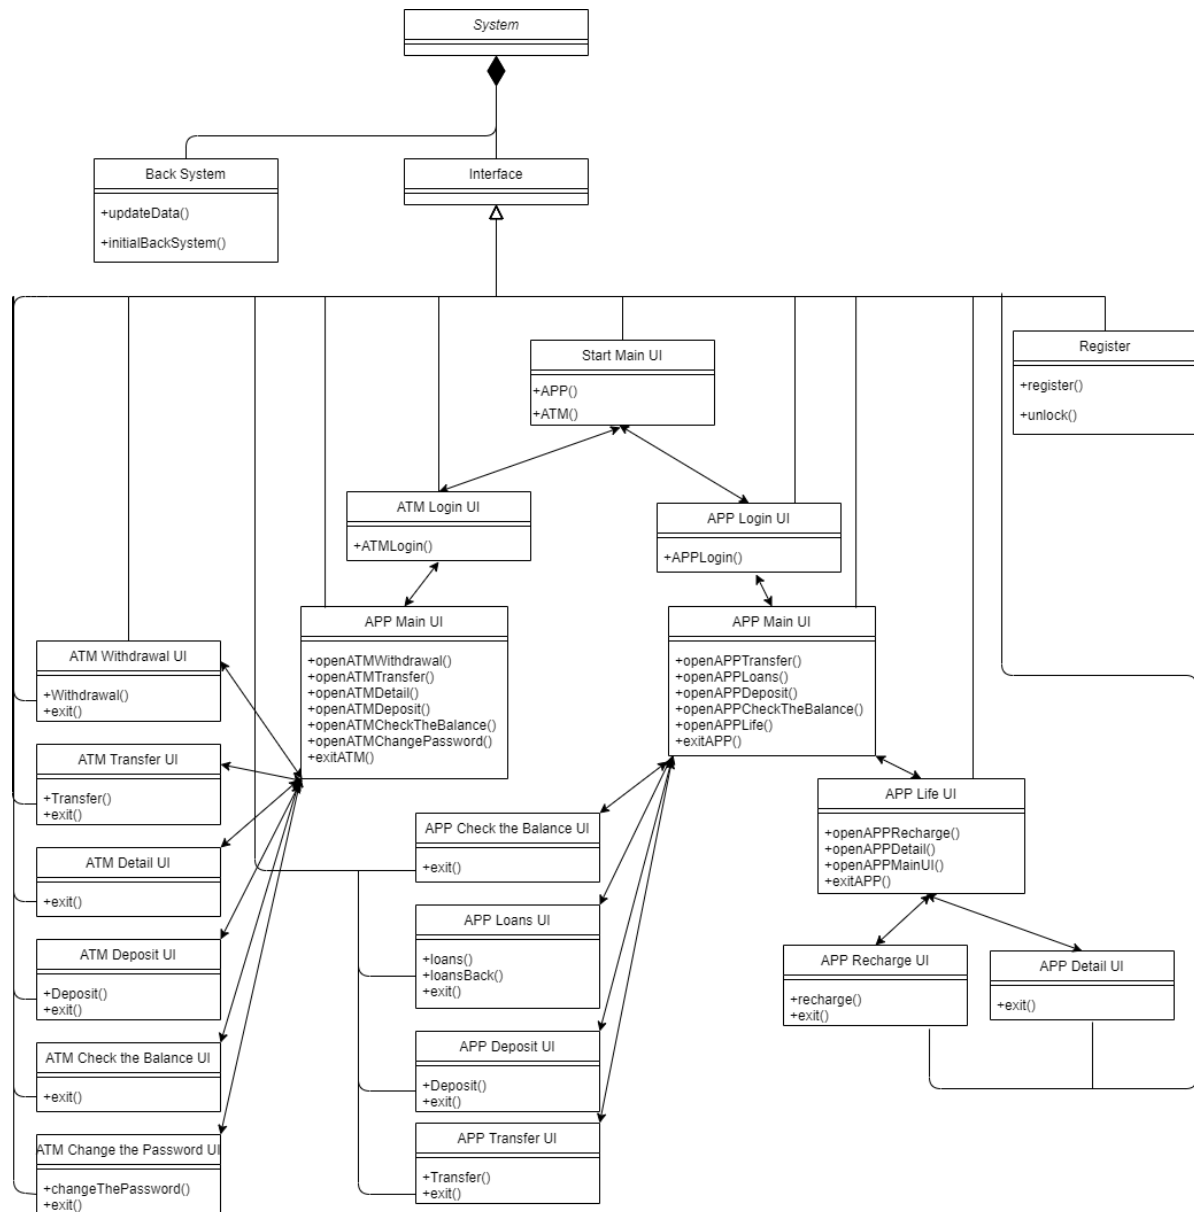 System
Back System
+updateData()
+initialBackSystem()
Interface
Start Main UI
+APP()
+ATM()
Register
+register()
+unlock()
ATM Login UI
+ATMLogin()
APP Login UI
+APPLogin()
APP Main UI
+openATMWithdrawal()
+openATMTransfer()
+openATMDetail()
+openATMDeposit()
+openATMCheckTheBalance()
+openATMChangePassword()
+exitATM()
APP Main UI
+openAPPTransfer()
+openAPPLoans()
+openAPPDeposit()
+openAPPCheckTheBalance()
+openAPPLife()
+exitAPP()
ATM Withdrawal UI
+Withdrawal()
+exit()
ATM Transfer UI
+Transfer()
+exit()
ATM Detail UI
+exit()
ATM Deposit UI
+Deposit()
+exit()
ATM Check the Balance UI
+exit()
ATM Change the Password UI
+changeThePassword()
+exit()
APP Check the Balance UI
+exit()
APP Loans UI
+loans()
+loansBack()
+exit()
APP Deposit UI
+Deposit()
+exit()
APP Transfer UI
+Transfer()
+exit()
APP Life UI
+openAPPRecharge()
+openAPPDetail()
+openAPPMainUI()
+exitAPP()
APP Recharge UI
+recharge()
+exit()
APP Detail UI
+exit()